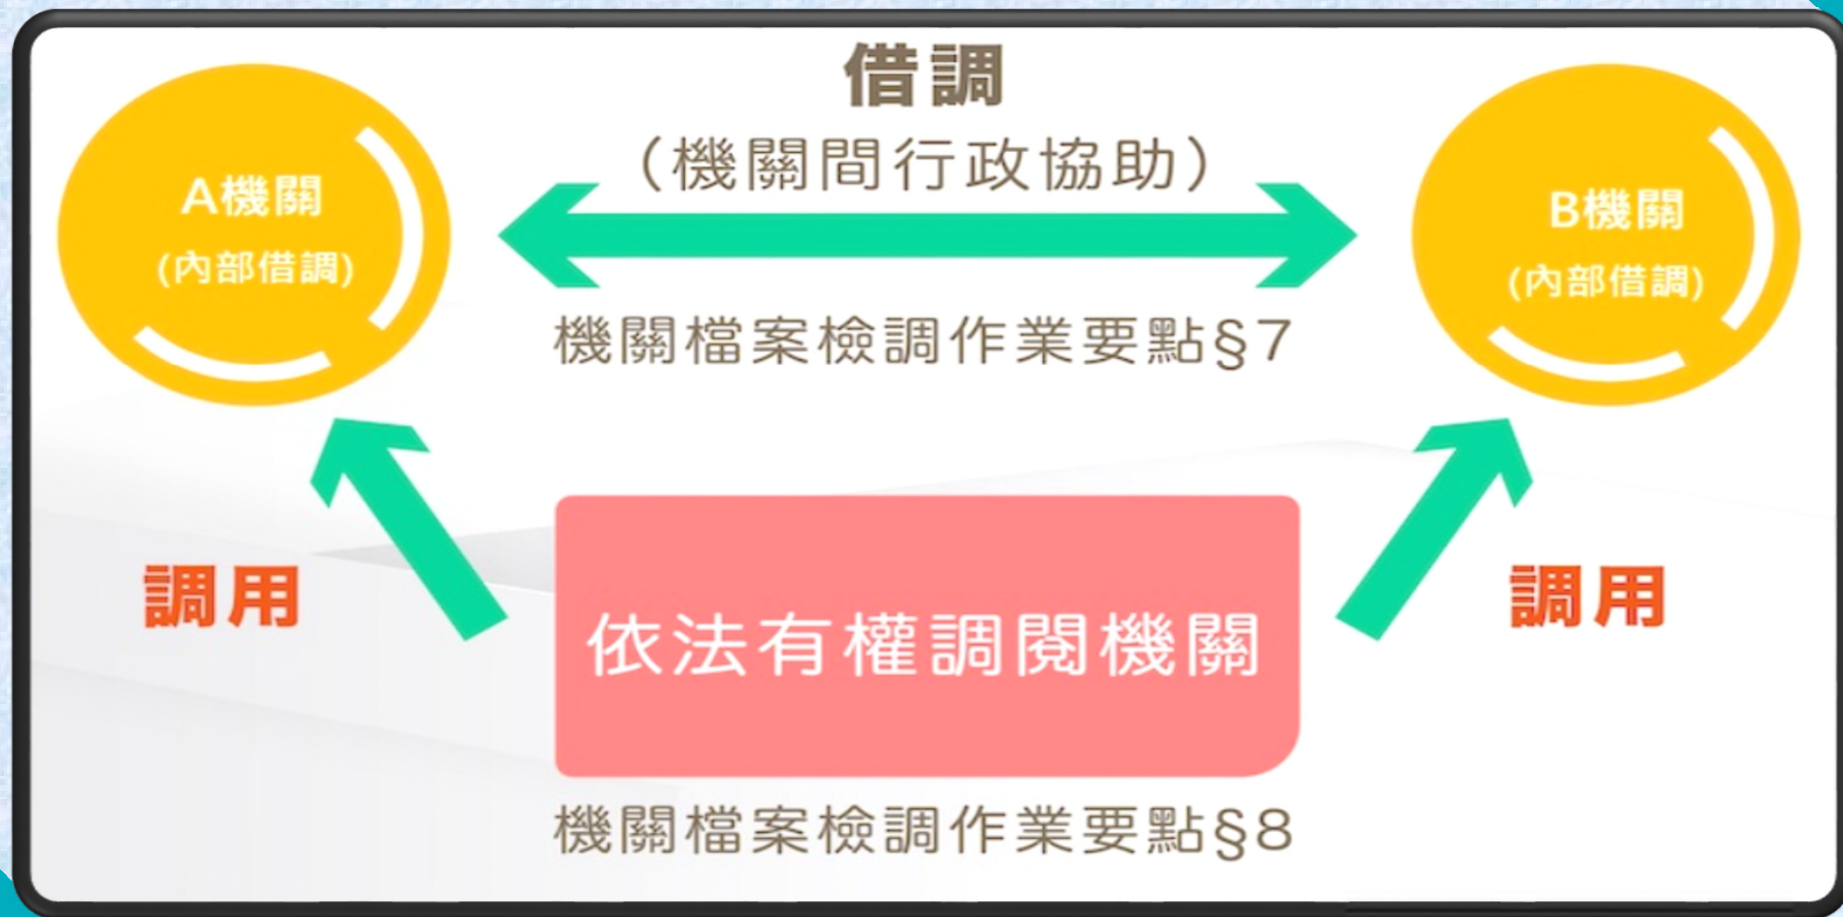 借調
（機關間行政協助）
A機關
(內部借調)
B機關
(內部借調)
機關檔案檢調作業要點§7
調用
依法有權調閱機關
調用
機關檔案檢調作業要點§8